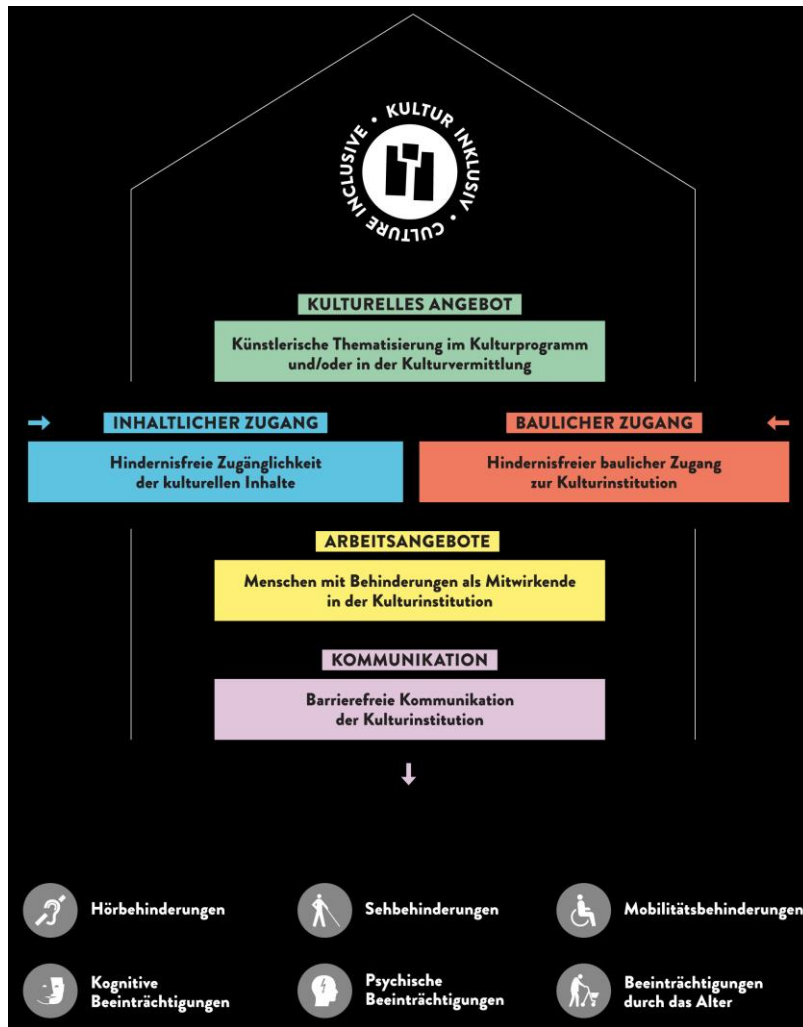 KULTUR INKLUSIV • CULTURE INCLUSIVE •
KULTURELLES ANGEBOT
Künstlerische Thematisierung im Kulturprogramm
und/oder in der Kulturvermittlung
INHALTLICHER ZUGANG
Hindernisfreie Zugänglichkeit
der kulturellen Inhalte
BAULICHER ZUGANG
Hindernisfreier baulicher Zugang
zur Kulturinstitution
ARBEITSANGEBOTE
Menschen mit Behinderungen als Mitwirkende
in der Kulturinstitution
KOMMUNIKATION
Barrierefreie Kommunikation
der Kulturinstitution
Hörbehinderungen
Sehbehinderungen
Mobilitätsbehinderungen
Kognitive
Beeinträchtigungen
Psychische
Beeinträchtigungen
Beeinträchtigungen
durch das Alter